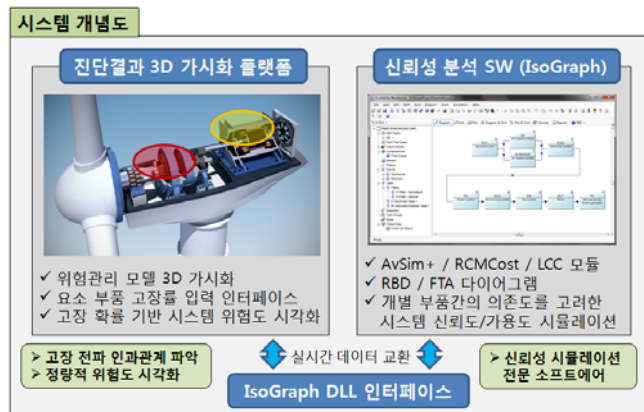 시스템 개념도
진단결과 3D 가시화 플랫폼
✓ 위험관리 모델 3D 가시화
✓ 요소 부품 고장률 입력 인터페이스
✓ 고장 확률 기반 시스템 위험도 시각화
➤ 고장 전파 인과관계 파악
➤ 정량적 위험도 시각화
신뢰성 분석 SW (IsoGraph)
✓ AvSim+ / RCMCost / LCC 모듈
✓ RBD / FTA 다이어그램
✓ 개별 부품간의 의존도를 고려한
시스템 신뢰도/가용도 시뮬레이션
➤ 신뢰성 시뮬레이션
전문 소프트에어
실시간 데이터 교환
IsoGraph DLL 인터페이스